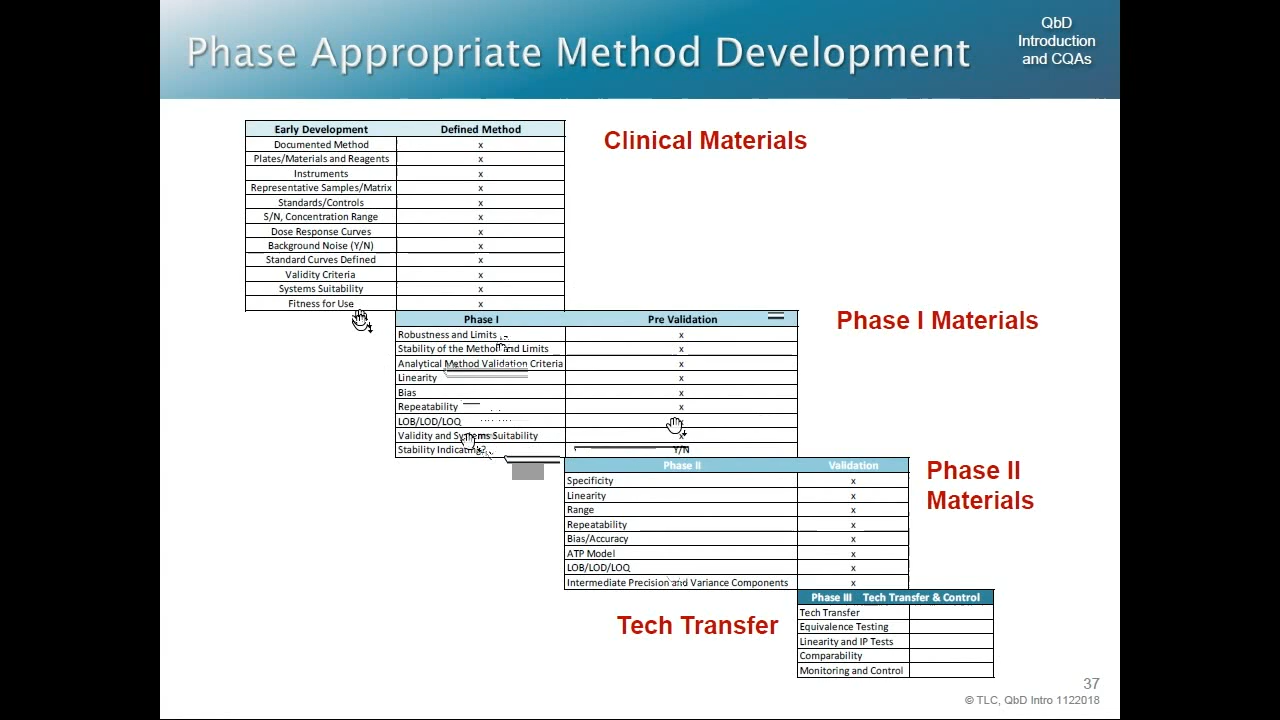 Phase Appropriate Method Development
QbD
Introduction
and CQAs
Early Development Defined Method
Documented Method x
Plates/Materials and Reagents x
Instruments x
Representative Samples/Matrix x
Standards/Controls x
S/N, Concentration Range x
Dose Response Curves x
Background Noise (Y/N) x
Standard Curves Defined x
Validity Criteria x
Systems Suitability x
Fitness for Use x
Clinical Materials
Phase I Pre Validation
Robustness and Limits x
Stability of the Method and Limits x
Analytical Method Validation Criteria x
Linearity x
Bias x
Repeatability x
LOB/LOD/LOQ
Validity and Systems Suitability x
Stability Indicating? Y/N
Phase I Materials
Phase II Validation
Specificity x
Linearity x
Range x
Repeatability x
Bias/Accuracy x
ATP Model x
LOB/LOD/LOQ x
Intermediate Precision and Variance Components x
Phase II
Materials
Phase III Tech Transfer & Control
Tech Transfer
Equivalence Testing
Linearity and IP Tests
Comparability
Monitoring and Control
Tech Transfer
37
© TLC, QbD Intro 1122018